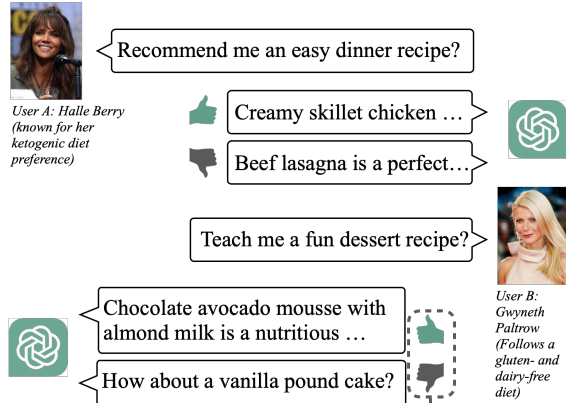 Recommend me an easy dinner recipe?
User A: Halle Berry
(known for her
ketogenic diet
preference)
Creamy skillet chicken …
Beef lasagna is a perfect…
Teach me a fun dessert recipe?
User B:
Gwyneth
Paltrow
(Follows a
gluten- and
dairy-free
diet)
Chocolate avocado mousse with
almond milk is a nutritious …
How about a vanilla pound cake?